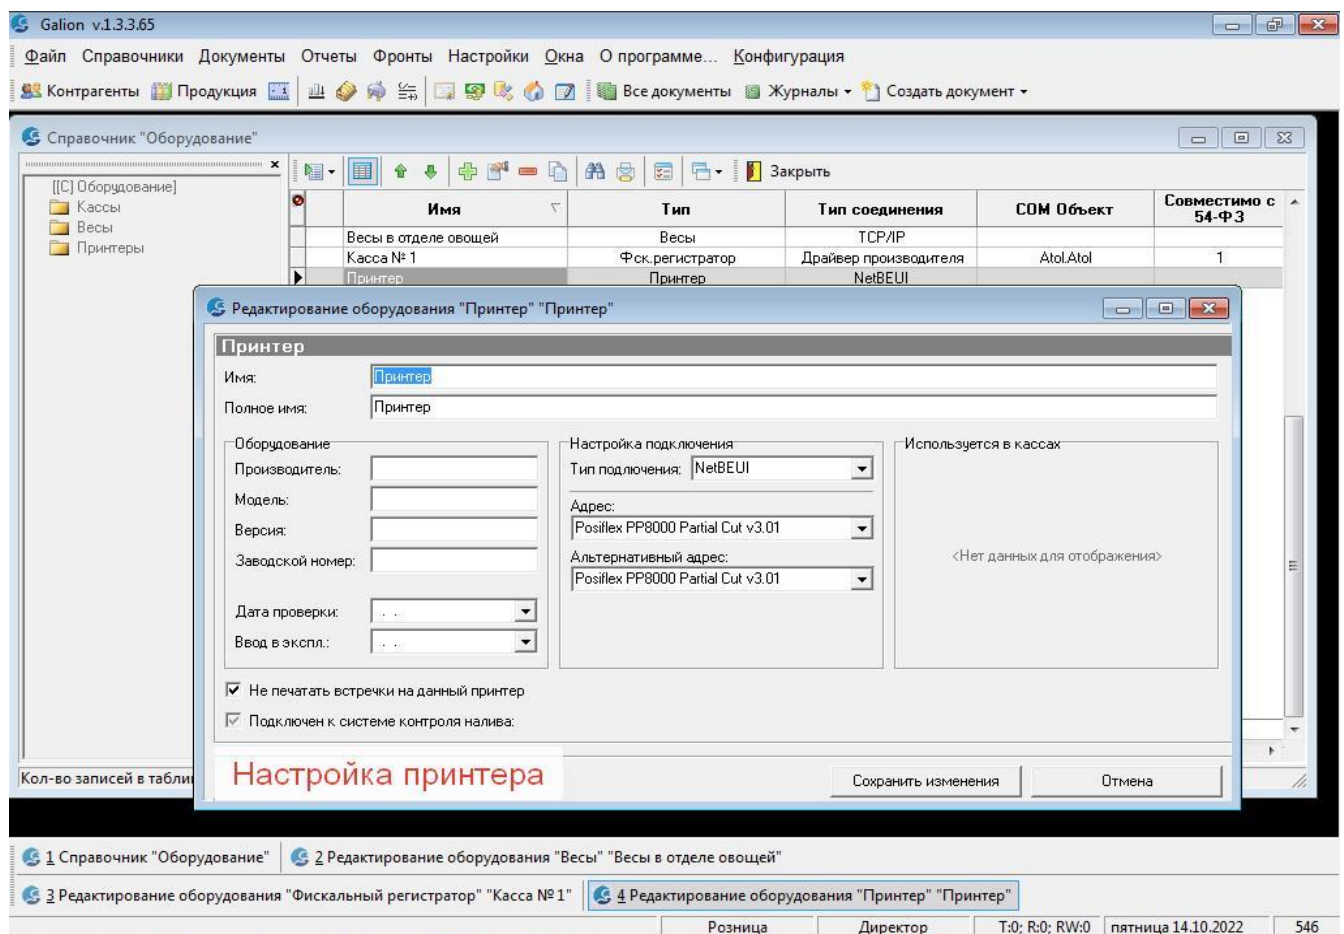 Galion v.1.3.3.65
Файл Справочники Документы Отчеты Фронты Настройки Окна О программе... Конфигурация
Контрагенты Продукция Все документы Журналы Создать документ
Справочник "Оборудование"
Закрыть
[[C] Оборудование]
Кассы
Весы
Принтеры
Имя Тип Тип соединения COM Объект Совместимо с 54-ФЗ
Весы в отделе овощей Весы TCP/IP
Касса № 1 Фск.регистратор Драйвер производителя Atol.Atol 1
Принтер Принтер NetBEUI
Редактирование оборудования "Принтер" "Принтер"
Принтер
Имя: Принтер
Полное имя: Принтер
Оборудование
Производитель:
Модель:
Версия:
Заводской номер:
Дата проверки: . .
Ввод в экспл.: . .
Настройка подключения
Тип подлючения: NetBEUI
Адрес:
Posiflex PP8000 Partial Cut v3.01
Альтернативный адрес:
Posiflex PP8000 Partial Cut v3.01
Используется в кассах
<Нет данных для отображения>
Не печатать встречки на данный принтер
Подключен к системе контроля налива:
Настройка принтера
Сохранить изменения Отмена
Кол-во записей в табли
1 Справочник "Оборудование" 2 Редактирование оборудования "Весы" "Весы в отделе овощей"
3 Редактирование оборудования "Фискальный регистратор" "Касса № 1" 4 Редактирование оборудования "Принтер" "Принтер"
Розница Директор T:0; R:0; RW:0 пятница 14.10.2022 546